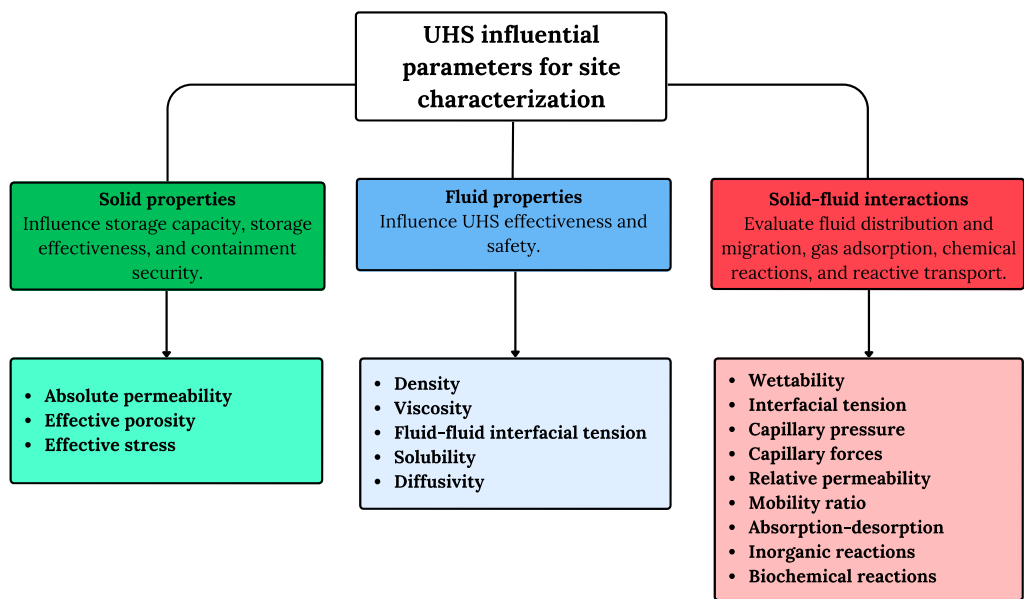 UHS influential
parameters for site
characterization
Solid properties
Influence storage capacity, storage
effectiveness, and containment
security.
Fluid properties
Influence UHS effectiveness and
safety.
Solid-fluid interactions
Evaluate fluid distribution and
migration, gas adsorption, chemical
reactions, and reactive transport.
• Absolute permeability
• Effective porosity
• Effective stress
• Density
• Viscosity
• Fluid-fluid interfacial tension
• Solubility
• Diffusivity
• Wettability
• Interfacial tension
• Capillary pressure
• Capillary forces
• Relative permeability
• Mobility ratio
• Absorption-desorption
• Inorganic reactions
• Biochemical reactions